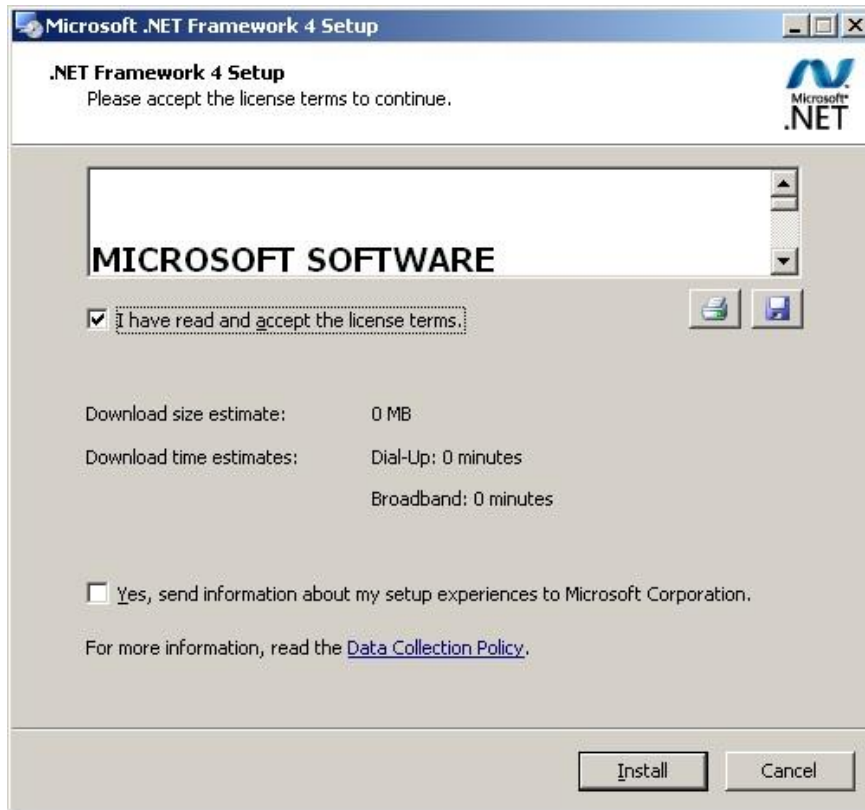 Microsoft .NET Framework 4 Setup
.NET Framework 4 Setup
Please accept the license terms to continue.
Microsoft®
.NET
MICROSOFT SOFTWARE
I have read and accept the license terms.
Download size estimate: 0 MB
Download time estimates: Dial-Up: 0 minutes
Broadband: 0 minutes
Yes, send information about my setup experiences to Microsoft Corporation.
For more information, read the Data Collection Policy.
Install Cancel